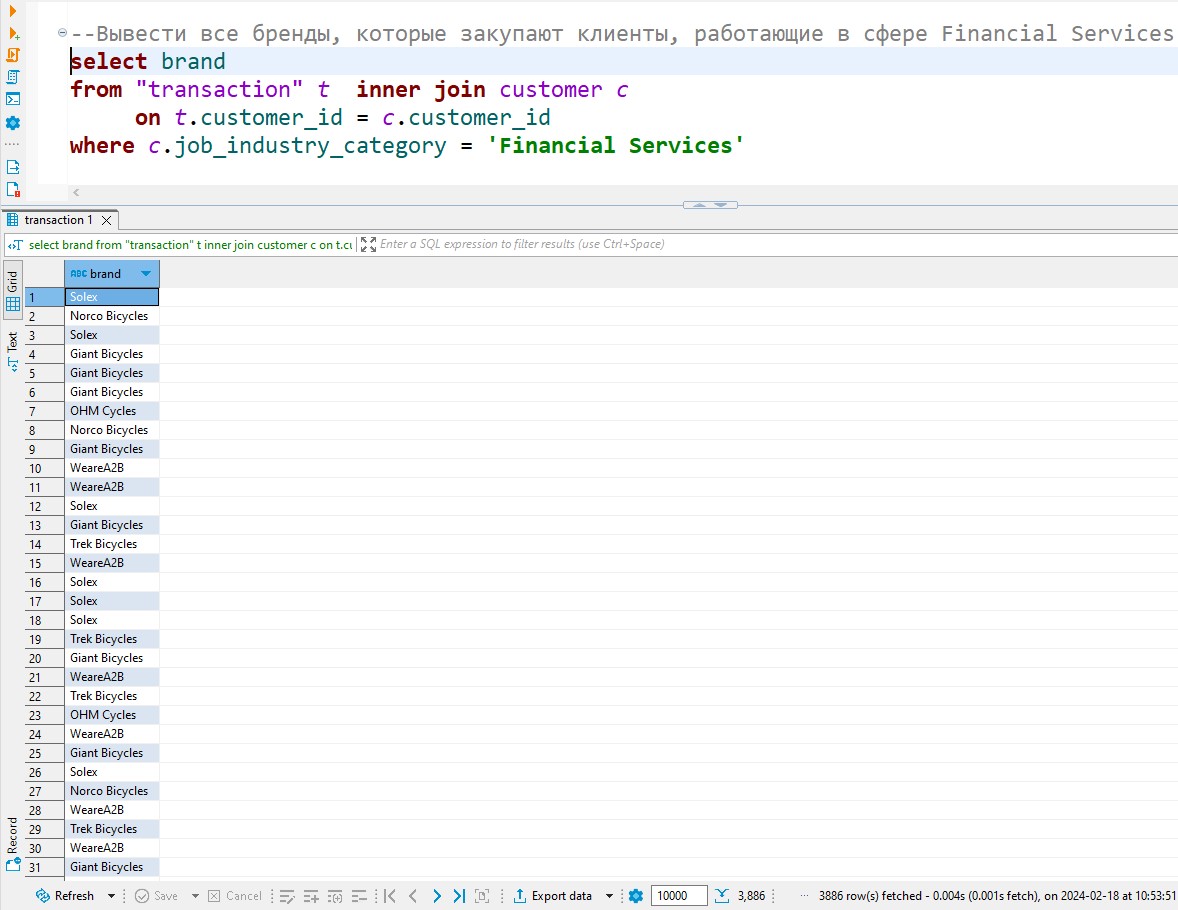 --Вывести все бренды, которые закупают клиенты, работающие в сфере Financial Services
select brand
from "transaction" t  inner join customer c
on t.customer_id = c.customer_id
where c.job_industry_category = 'Financial Services'
transaction 1
select brand from "transaction" t inner join customer c on t.cu
Enter a SQL expression to filter results (use Ctrl+Space)
Grid
Text
Record
ABC brand
1 Solex
2 Norco Bicycles
3 Solex
4 Giant Bicycles
5 Giant Bicycles
6 Giant Bicycles
7 OHM Cycles
8 Norco Bicycles
9 Giant Bicycles
10 WeareA2B
11 WeareA2B
12 Solex
13 Giant Bicycles
14 Trek Bicycles
15 WeareA2B
16 Solex
17 Solex
18 Solex
19 Trek Bicycles
20 Giant Bicycles
21 WeareA2B
22 Trek Bicycles
23 OHM Cycles
24 WeareA2B
25 Giant Bicycles
26 Solex
27 Norco Bicycles
28 WeareA2B
29 Trek Bicycles
30 WeareA2B
31 Giant Bicycles
Refresh Save Cancel Export data 10000 3,886 3886 row(s) fetched - 0.004s (0.001s fetch), on 2024-02-18 at 10:53:51